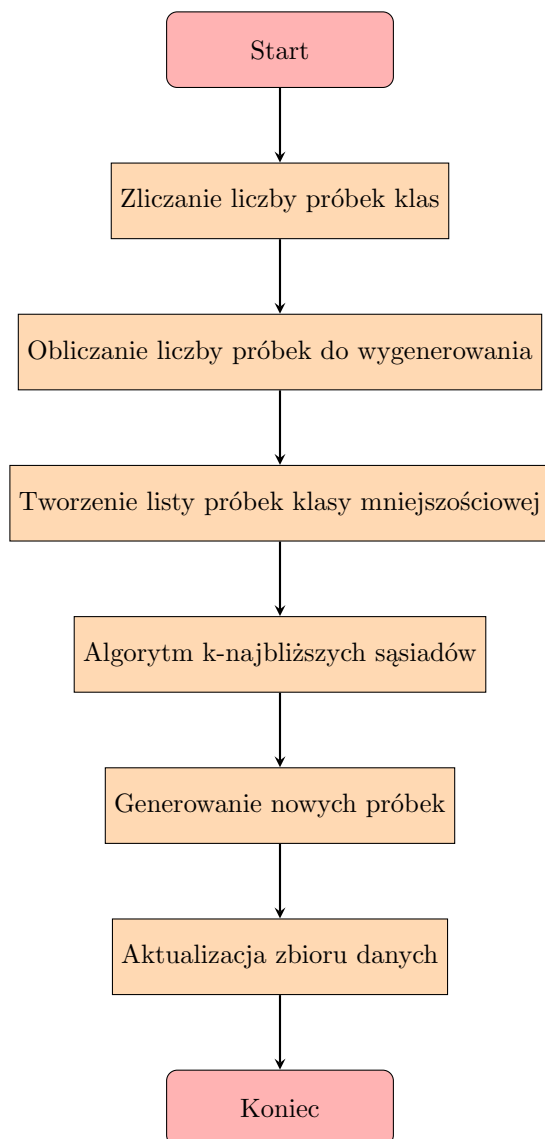 Start
Zliczanie liczby próbek klas
Obliczanie liczby próbek do wygenerowania
Tworzenie listy próbek klasy mniejszościowej
Algorytm k-najbliższych sąsiadów
Generowanie nowych próbek
Aktualizacja zbioru danych
Koniec